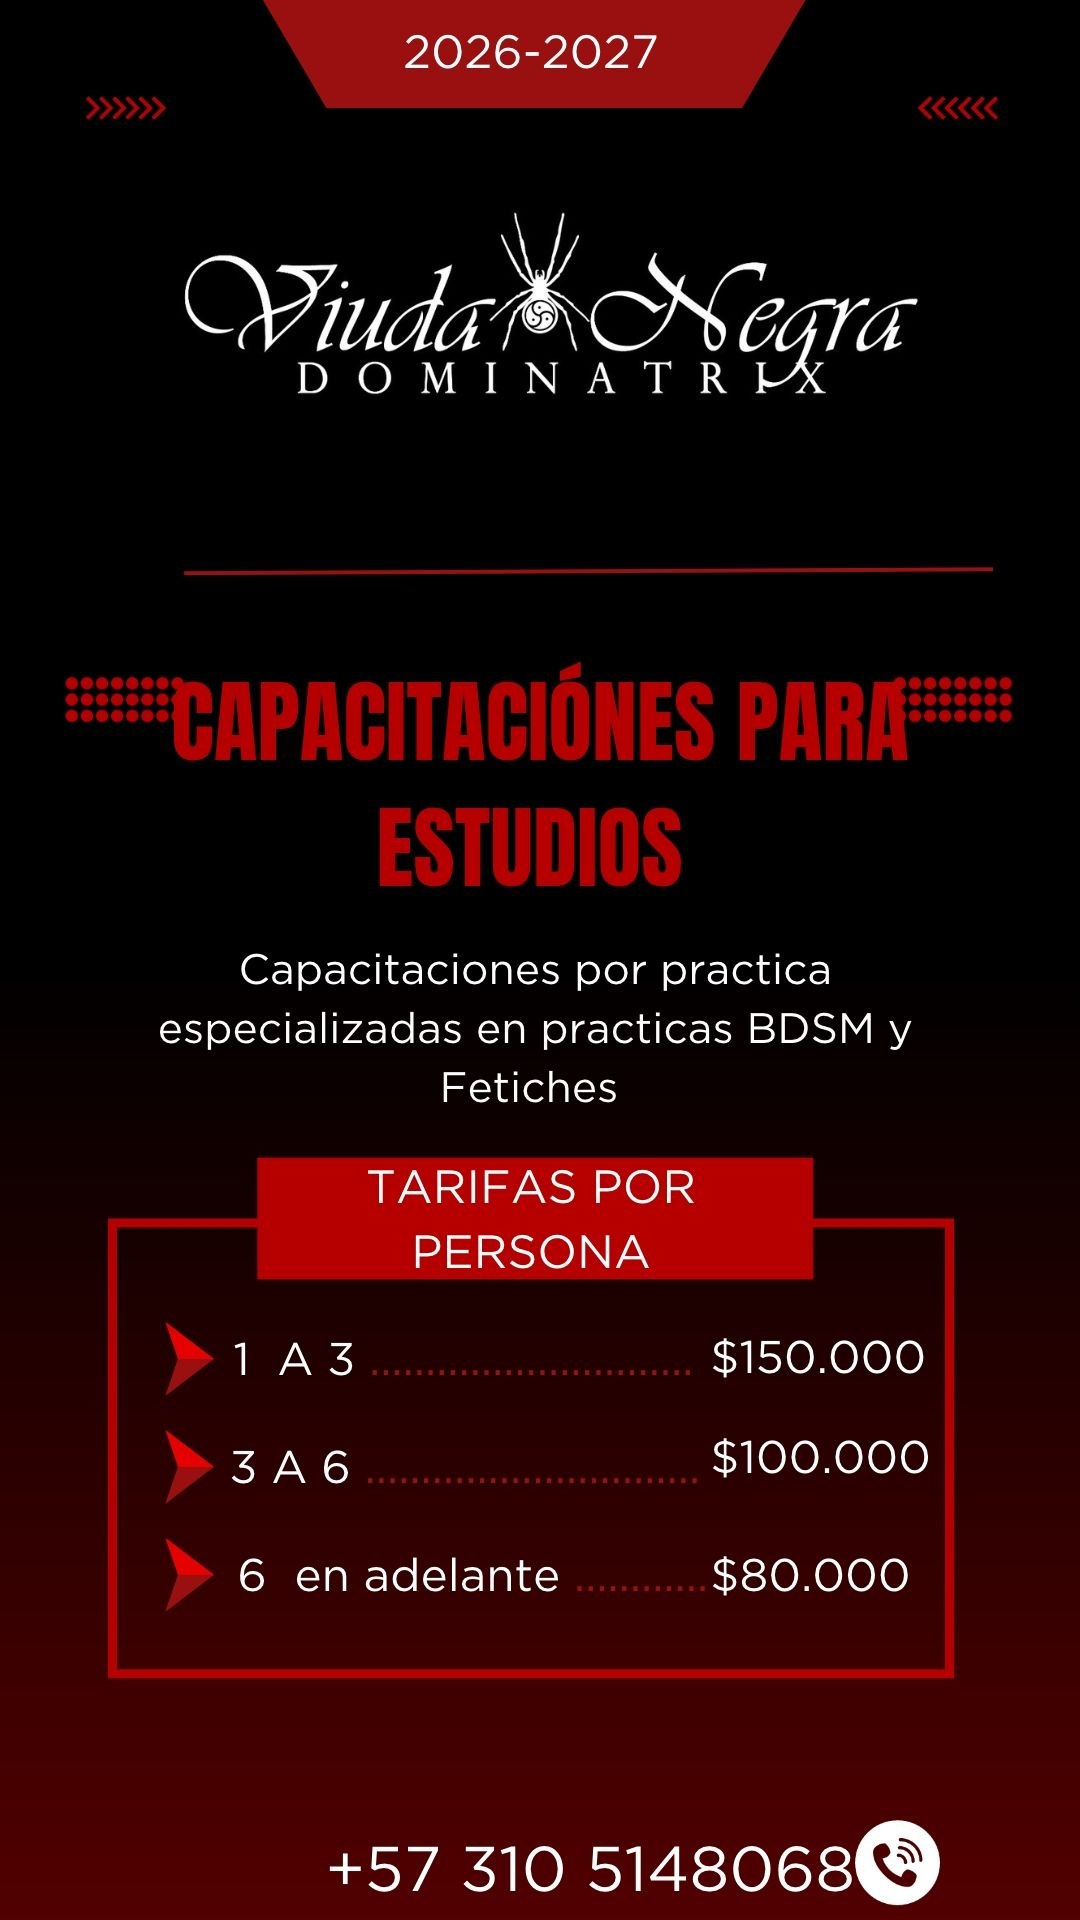 2026-2027
Viuda Negra
DOMINATRIX
CAPACITACIÓNES PARA
ESTUDIOS
Capacitaciones por practica
especializadas en practicas BDSM y
Fetiches
TARIFAS POR
PERSONA
1 A 3 ............................. $150.000
3 A 6 .............................. $100.000
6 en adelante ............ $80.000
+57 310 5148068